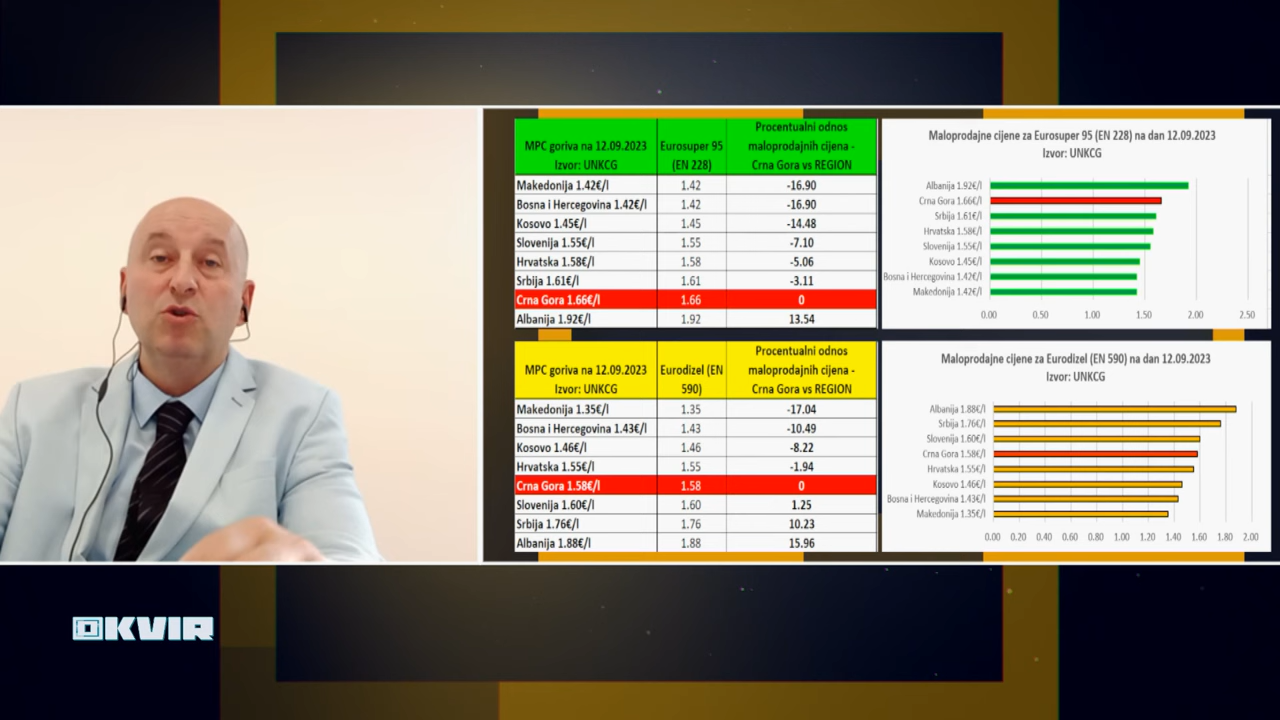 MPC goriva na 12.09.2023
Izvor: UNKCG
Eurosuper 95
(EN 228)
Procentualni odnos
maloprodajnih cijena -
Crna Gora vs REGION
Makedonija 1.42€/l 1.42 -16.90
Bosna i Hercegovina 1.42€/l 1.42 -16.90
Kosovo 1.45€/l 1.45 -14.48
Slovenija 1.55€/l 1.55 -7.10
Hrvatska 1.58€/l 1.58 -5.06
Srbija 1.61€/l 1.61 -3.11
Crna Gora 1.66€/l 1.66 0
Albanija 1.92€/l 1.92 13.54
Maloprodajne cijene za Eurosuper 95 (EN 228) na dan 12.09.2023
Izvor: UNKCG
Albanija 1.92€/l
Crna Gora 1.66€/l
Srbija 1.61€/l
Hrvatska 1.58€/l
Slovenija 1.55€/l
Kosovo 1.45€/l
Bosna i Hercegovina 1.42€/l
Makedonija 1.42€/l
0.00 0.50 1.00 1.50 2.00 2.50
MPC goriva na 12.09.2023
Izvor: UNKCG
Eurodizel (EN
590)
Procentualni odnos
maloprodajnih cijena -
Crna Gora vs REGION
Makedonija 1.35€/l 1.35 -17.04
Bosna i Hercegovina 1.43€/l 1.43 -10.49
Kosovo 1.46€/l 1.46 -8.22
Hrvatska 1.55€/l 1.55 -1.94
Crna Gora 1.58€/l 1.58 0
Slovenija 1.60€/l 1.60 1.25
Srbija 1.76€/l 1.76 10.23
Albanija 1.88€/l 1.88 15.96
Maloprodajne cijene za Eurodizel (EN 590) na dan 12.09.2023
Izvor: UNKCG
Albanija 1.88€/l
Srbija 1.76€/l
Slovenija 1.60€/l
Crna Gora 1.58€/l
Hrvatska 1.55€/l
Kosovo 1.46€/l
Bosna i Hercegovina 1.43€/l
Makedonija 1.35€/l
0.00 0.20 0.40 0.60 0.80 1.00 1.20 1.40 1.60 1.80 2.00
OKVIR